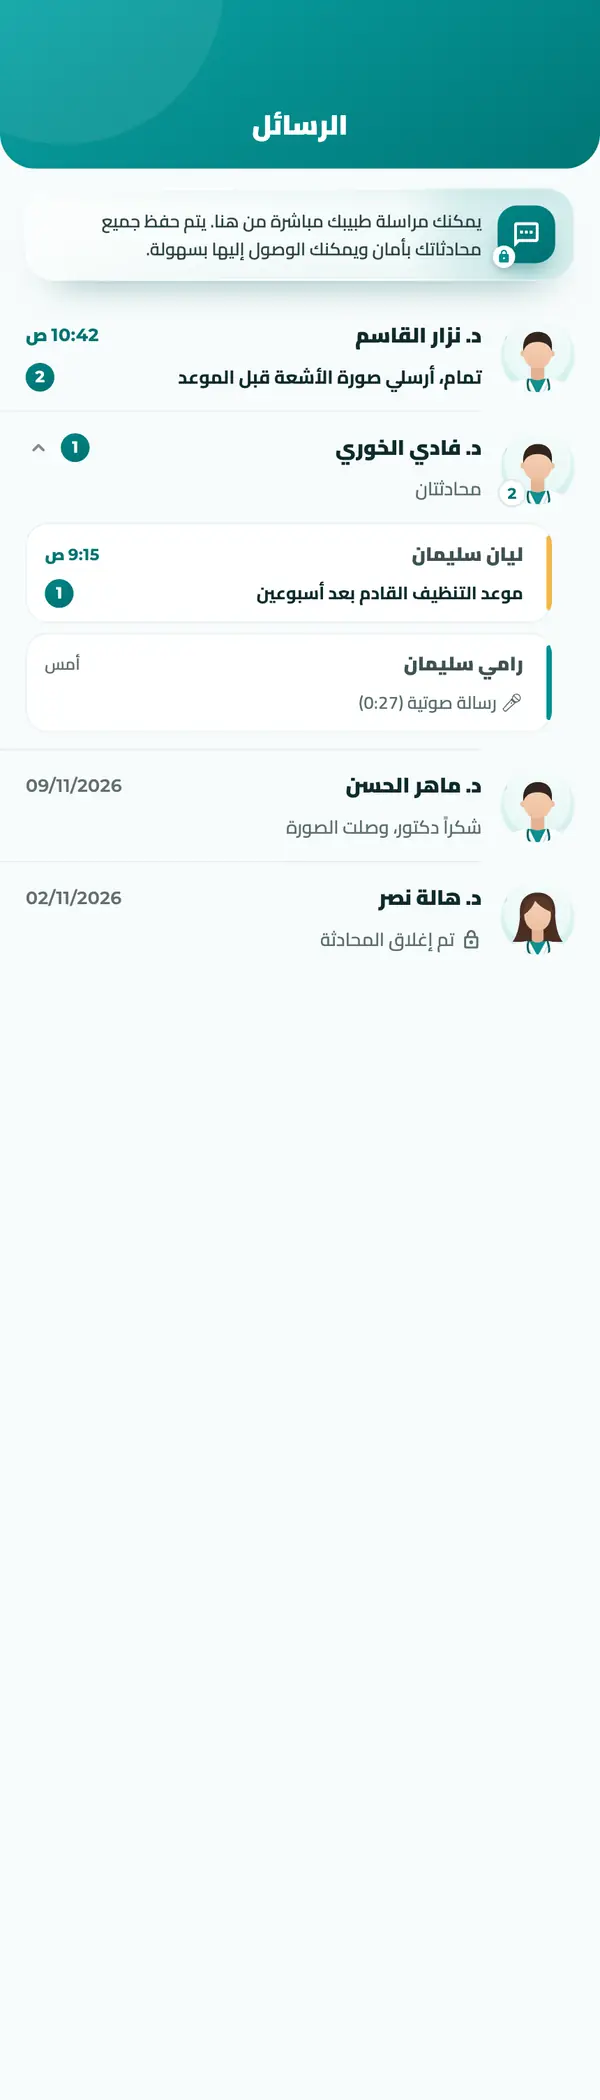 الرسائل
يمكنك مراسلة طبيبك مباشرة من هنا. يتم حفظ جميع
محادثاتك بأمان ويمكنك الوصول إليها بسهولة.
د. نزار القاسم
10:42 ص
تمام، أرسلي صورة الأشعة قبل الموعد
2
د. فادي الخوري
1
محادثتان
2
ليان سليمان
9:15 ص
موعد التنظيف القادم بعد أسبوعين
1
رامي سليمان
أمس
رسالة صوتية (0:27)
د. ماهر الحسن
09/11/2026
شكراً دكتور، وصلت الصورة
د. هالة نصر
02/11/2026
تم إغلاق المحادثة